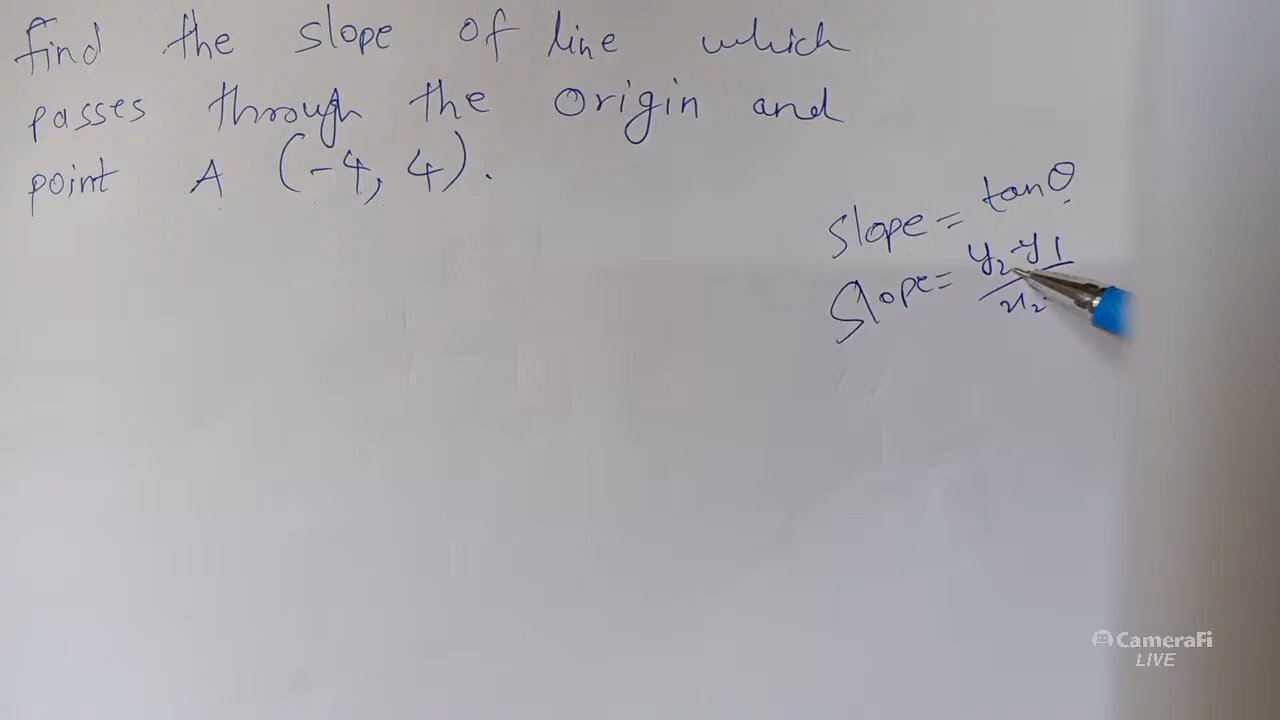 find the slope of line which
passes through the Origin and
point A (-4, 4).
slope = tanθ
Slope = y2-y1
x2
CameraFi
LIVE